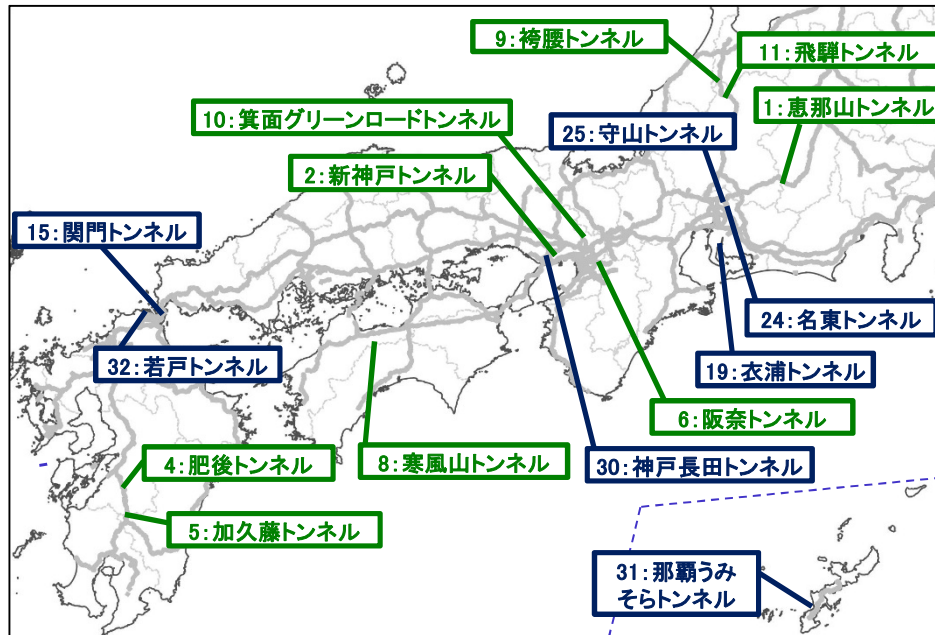 9：袴腰トンネル
11：飛騨トンネル
1：恵那山トンネル
10：箕面グリーンロードトンネル
25：守山トンネル
2：新神戸トンネル
15：関門トンネル
24：名東トンネル
32：若戸トンネル
19：衣浦トンネル
6：阪奈トンネル
4：肥後トンネル
8：寒風山トンネル
30：神戸長田トンネル
5：加久藤トンネル
31：那覇うみ
そらトンネル